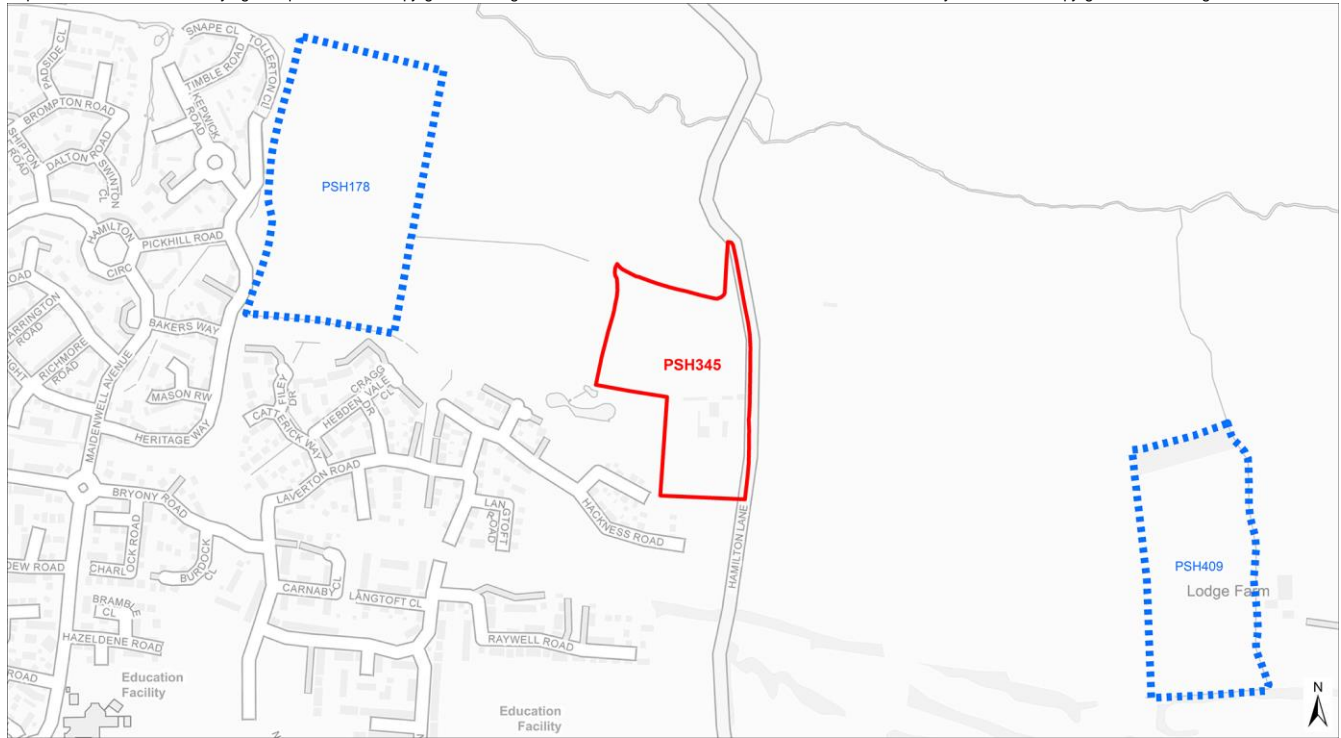 SNAPE CL
TOLLERTON CL
PADSIDE CL
TIMBLE ROAD
BROMPTON ROAD
KEPWICK
ROAD
SHIPTON
ROAD
DALTON ROAD
SWINTON
CL
PSH178
HAMILTON
CIRC
PICKHILL ROAD
OAD
ARRINGTON
ROAD
BAKERS WAY
RICHMORE
ROAD
MAIDENWELL AVENUE
MASON RW
HERITAGE WAY
FILEY
DR
CRAGG
VALE CL
HEBDEN
DR
CATTERICK WAY
PSH345
LAVERTON ROAD
BRYONY ROAD
LANGTOFT
ROAD
HACKNESS ROAD
HAMILTON LANE
DEW ROAD
CHARLOCK ROAD
BURDOCK
CL
CARNABY
CL
LANGTOFT CL
BRAMBLE
CL
HAZELDENE ROAD
RAYWELL ROAD
ROAD
Education
Facility
Education
Facility
PSH409
Lodge Farm
N